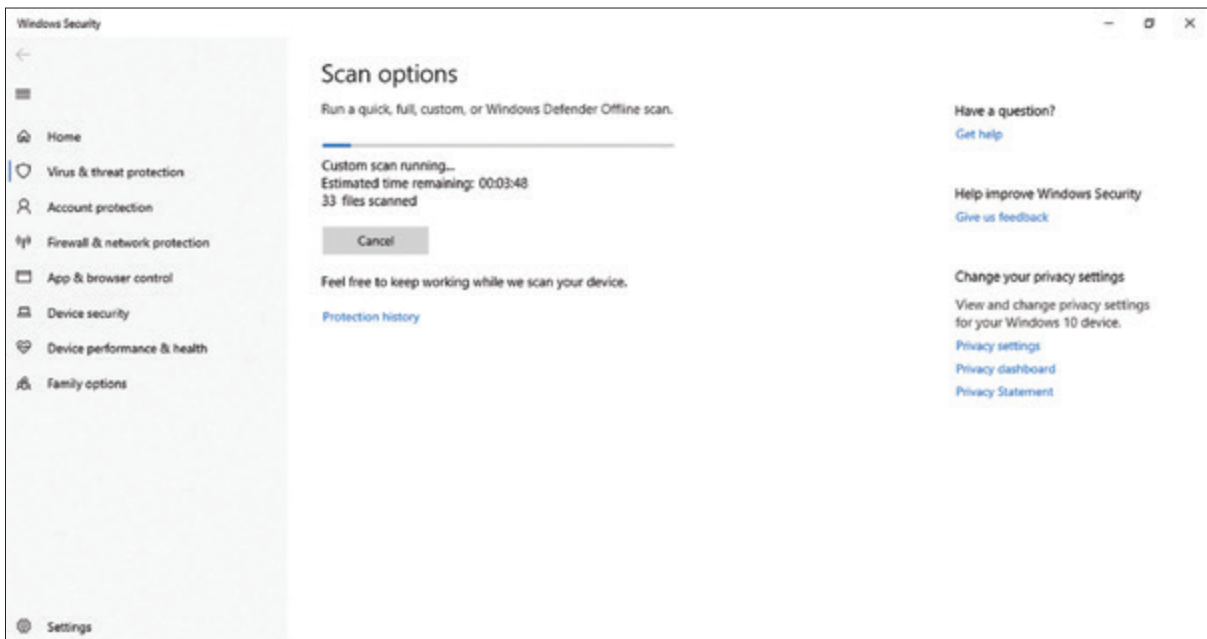 Windows Security
Home
Virus & threat protection
Account protection
Firewall & network protection
App & browser control
Device security
Device performance & health
Family options
Settings
Scan options
Run a quick, full, custom, or Windows Defender Offline scan.
Custom scan running...
Estimated time remaining: 00:03:48
33 files scanned
Cancel
Feel free to keep working while we scan your device.
Protection history
Have a question?
Get help
Help improve Windows Security
Give us feedback
Change your privacy settings
View and change privacy settings
for your Windows 10 device.
Privacy settings
Privacy dashboard
Privacy Statement